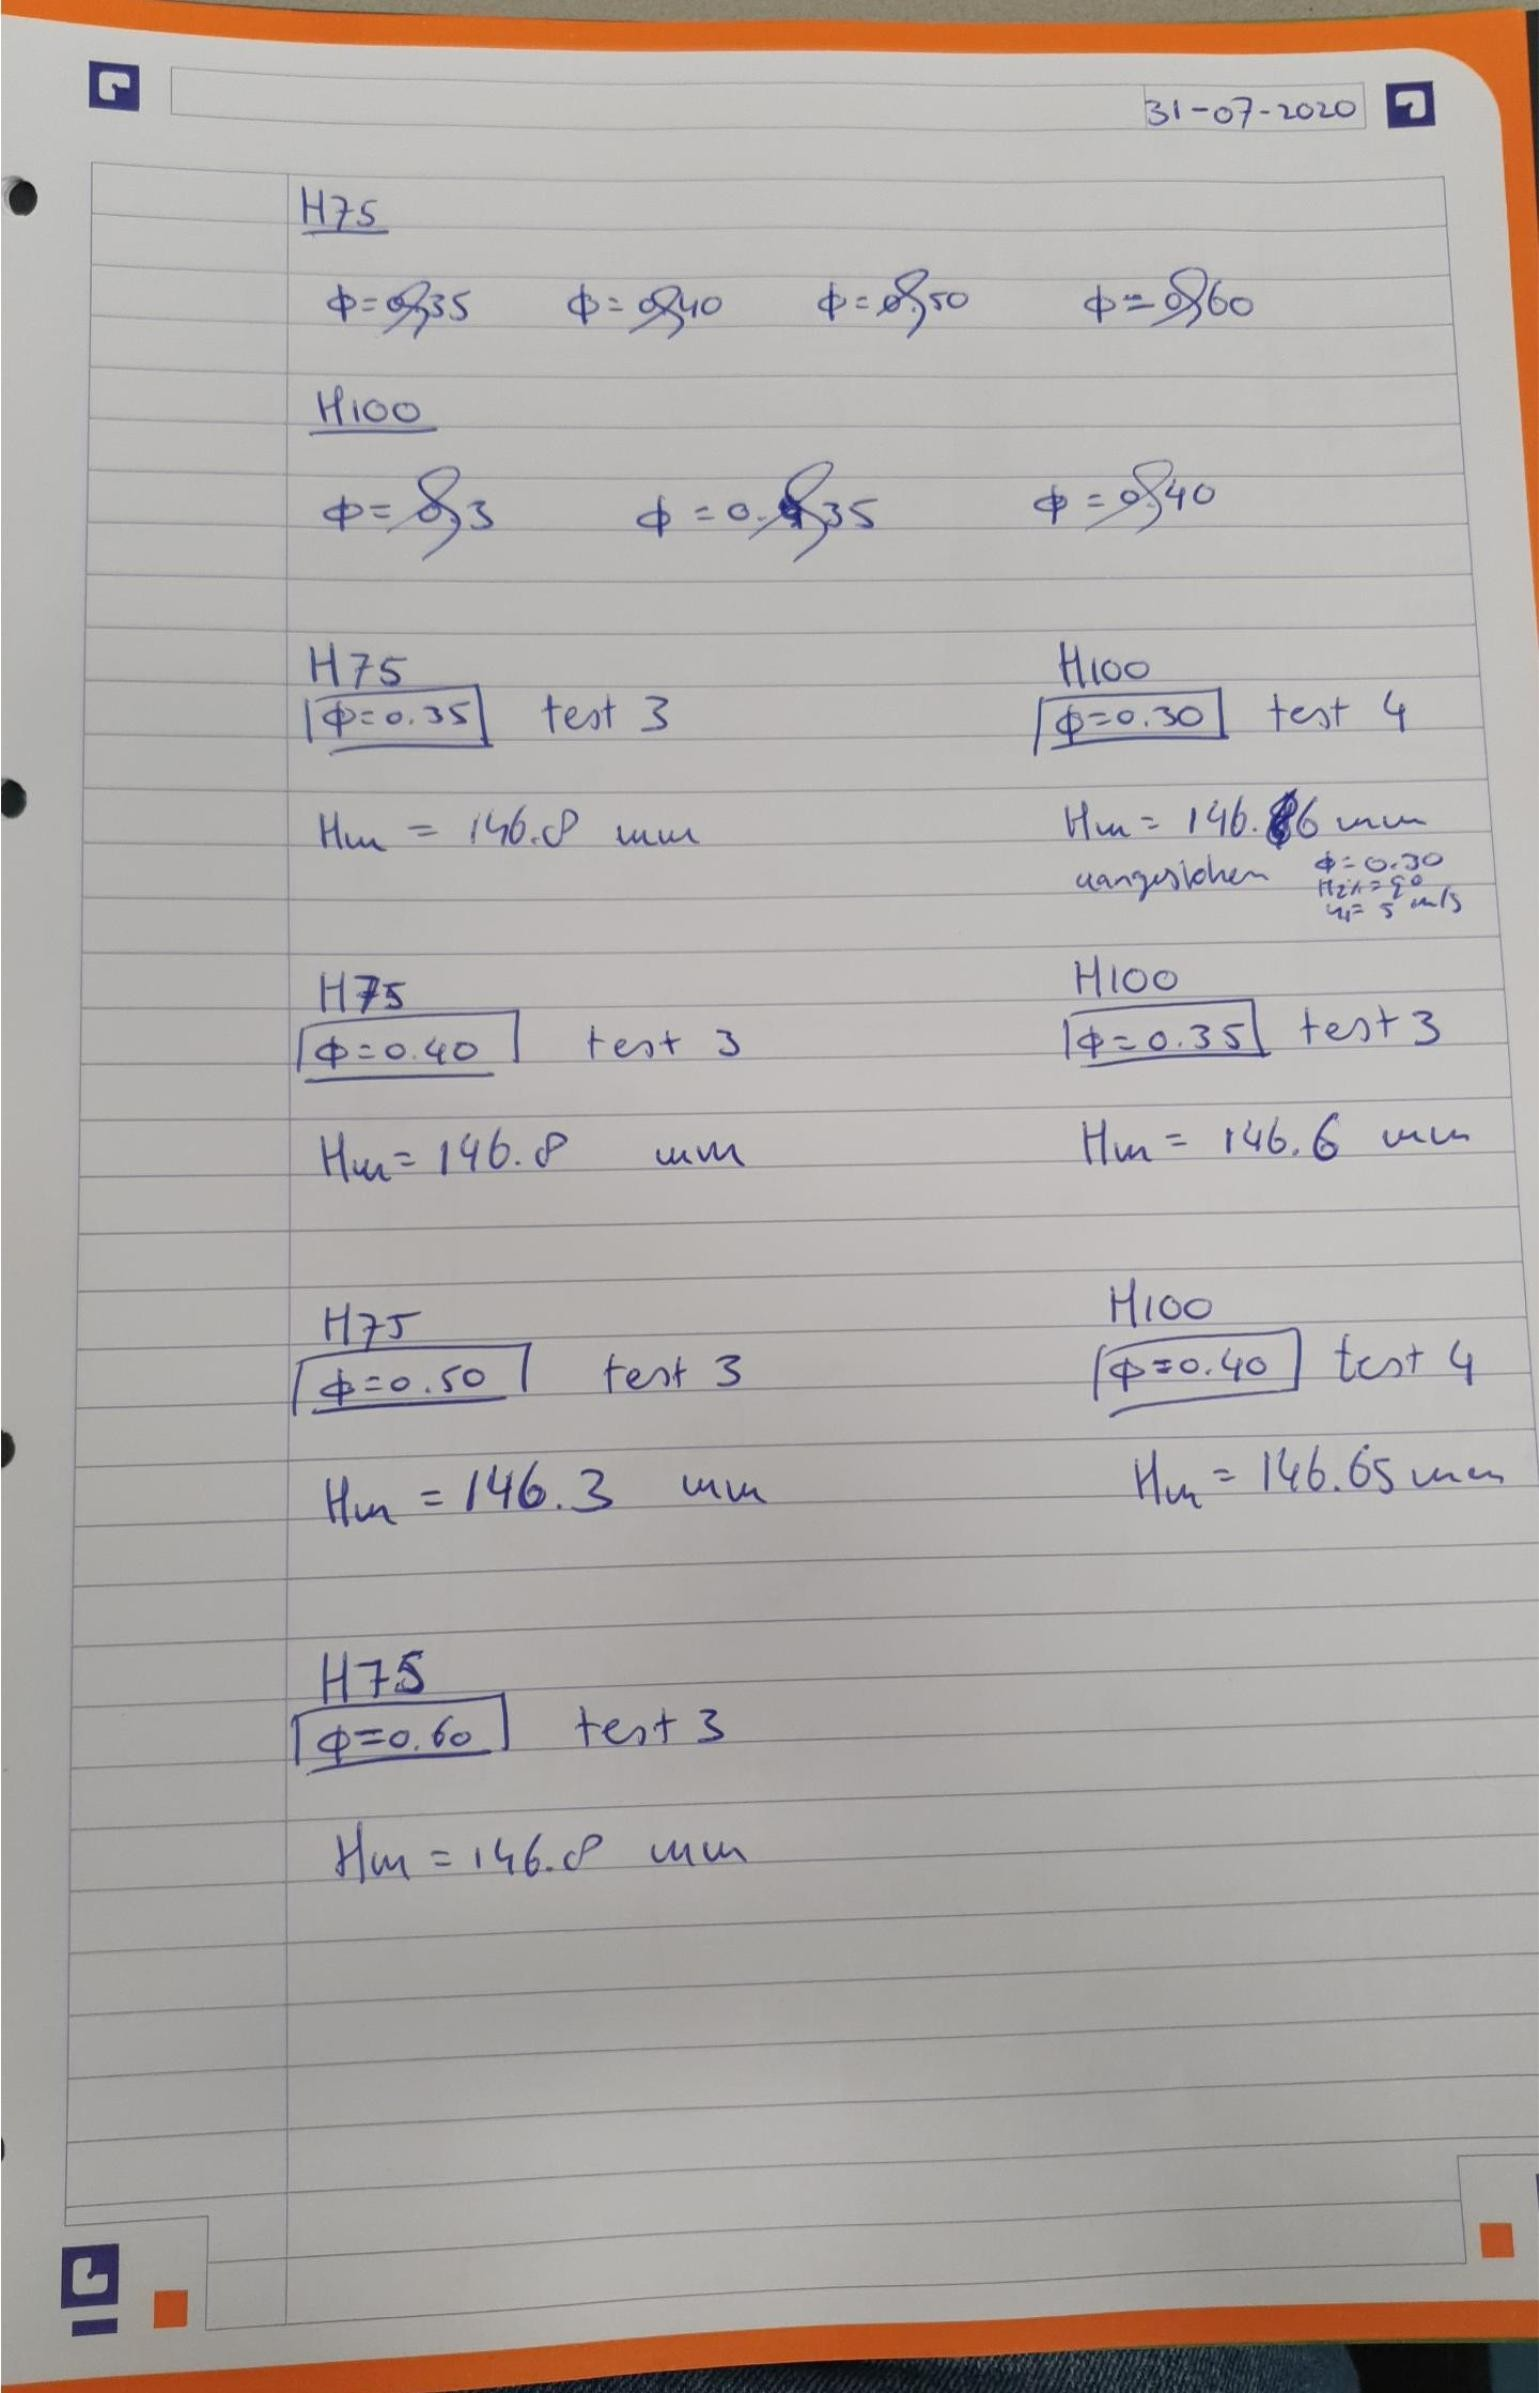 31-07-2020
H75
ϕ=0.35 ϕ=0.40 ϕ=0.50 ϕ=0.60
H100
ϕ=0.3 ϕ=0.35 ϕ=0.40
H75 H100
ϕ=0.35 test 3 ϕ=0.30 test 4
Hm = 146.8 mm Hm = 146.6 mm
ϕ=0.30
= 5 m/s
H75 H100
ϕ=0.40 test 3 ϕ=0.35 test 3
Hm = 146.8 mm Hm = 146.6 mm
H75 H100
ϕ=0.50 test 3 ϕ=0.40 test 4
Hm = 146.3 mm Hm = 146.65 mm
H75
ϕ=0.60 test 3
Hm = 146.8 mm